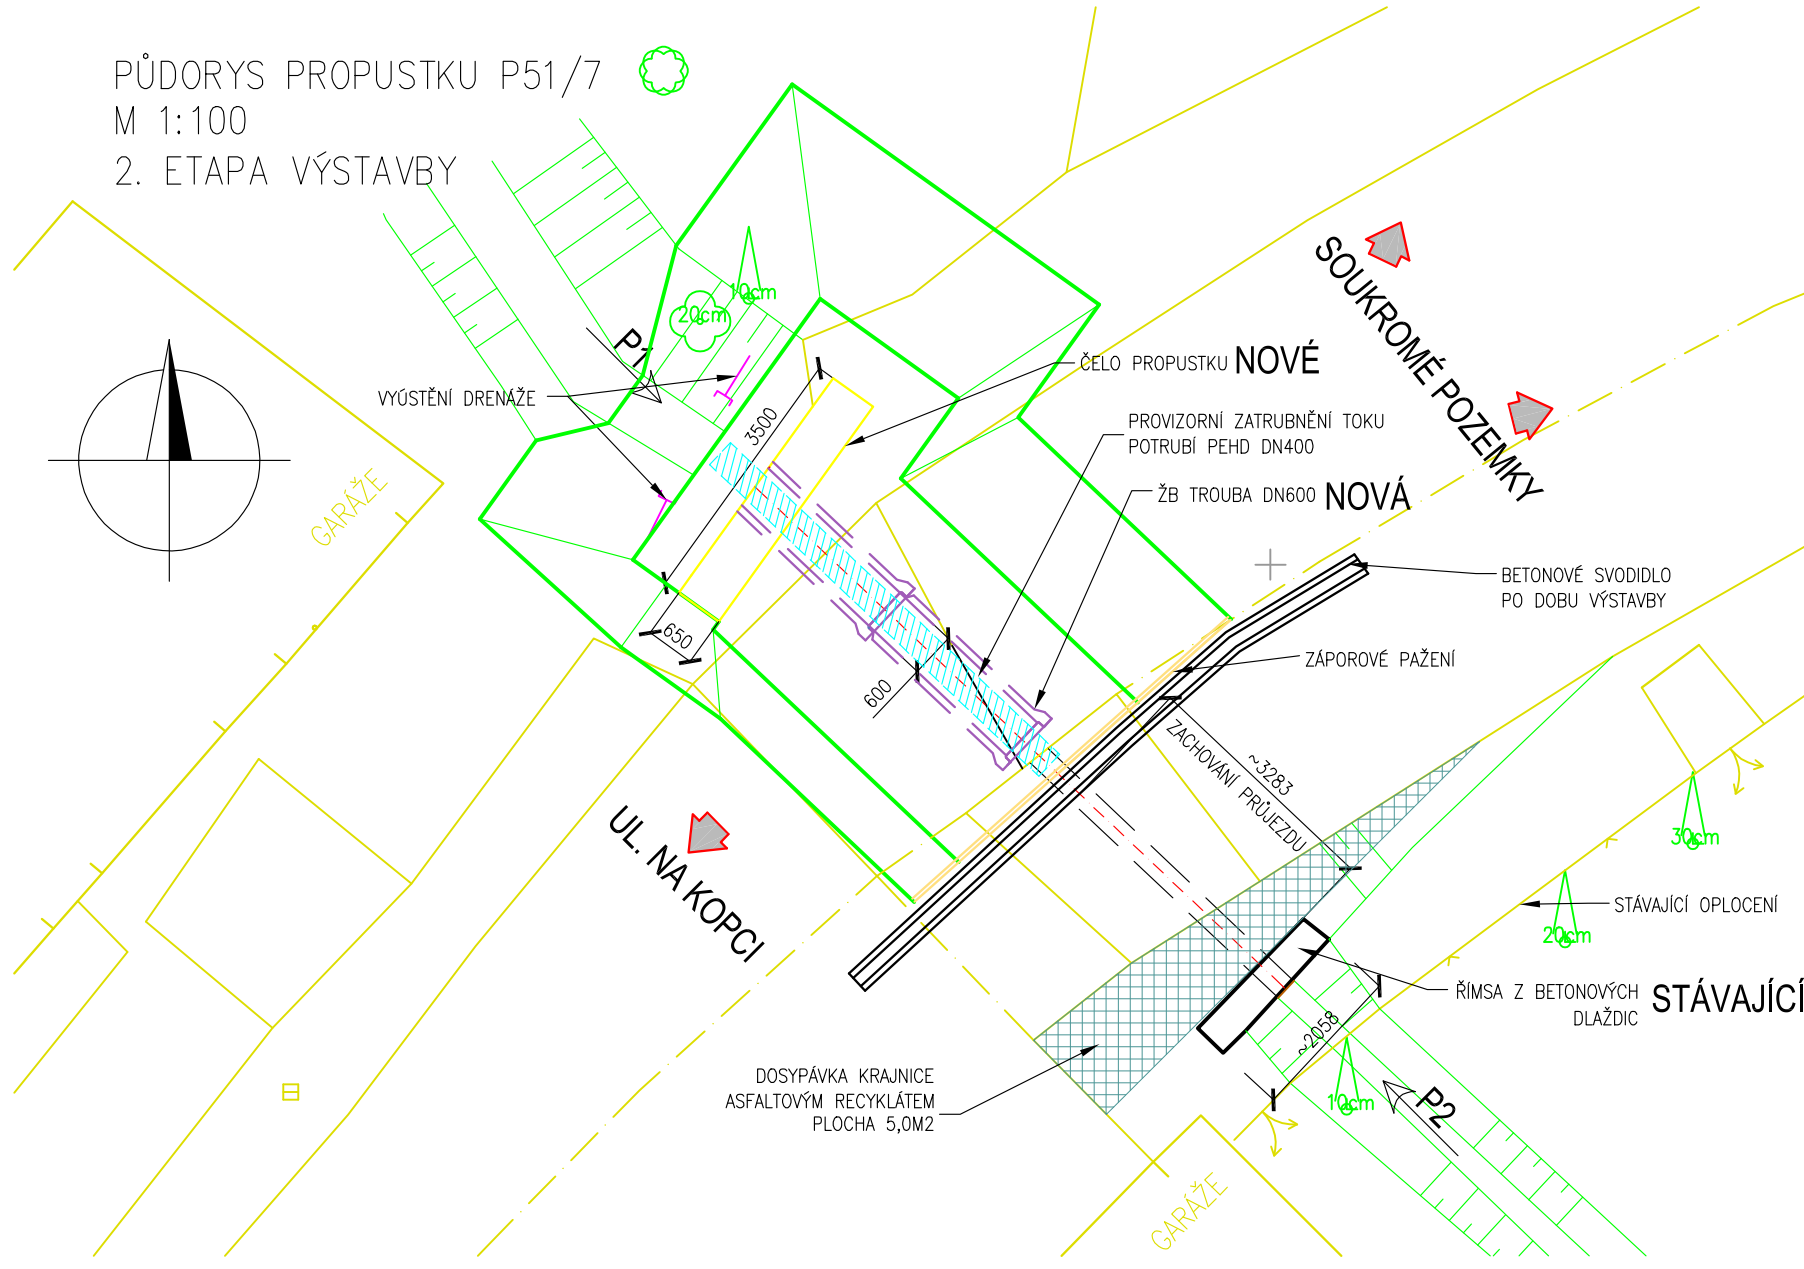 PŮDORYS PROPUSTKU P51/7
M 1:100
2. ETAPA VÝSTAVBY
SOUKROMÉ POZEMKY
10cm
20cm
P1
VYÚSTĚNÍ DRENÁŽE
ČELO PROPUSTKU NOVÉ
3500
PROVIZORNÍ ZATRUBNĚNÍ TOKU
POTRUBÍ PEHD DN400
ŽB TROUBA DN600 NOVÁ
GARÁŽE
BETONOVÉ SVODIDLO
PO DOBU VÝSTAVBY
650
ZÁPOROVÉ PAŽENÍ
600
ZACHOVÁNÍ PRŮJEZDU
~3283
UL. NA KOPCI
30cm
STÁVAJÍCÍ OPLOCENÍ
20cm
ŘÍMSA Z BETONOVÝCH
DLAŽDIC
STÁVAJÍCÍ
~2058
DOSYPÁVKA KRAJNICE
ASFALTOVÝM RECYKLÁTEM
PLOCHA 5,0M2
10cm
P2
GARÁŽE